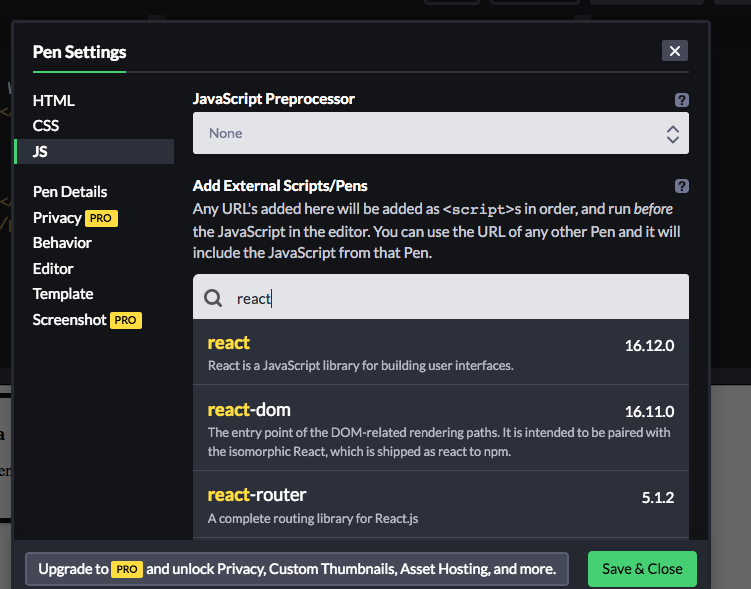 Pen Settings
HTML
CSS
JS
Pen Details
Privacy PRO
Behavior
Editor
Template
Screenshot PRO
JavaScript Preprocessor ?
None
Add External Scripts/Pens ?
Any URL's added here will be added as <script>s in order, and run before
the JavaScript in the editor. You can use the URL of any other Pen and it will
include the JavaScript from that Pen.
react
react 16.12.0
React is a JavaScript library for building user interfaces.
react-dom 16.11.0
The entry point of the DOM-related rendering paths. It is intended to be paired with
the isomorphic React, which is shipped as react to npm.
react-router 5.1.2
A complete routing library for React.js
Upgrade to PRO and unlock Privacy, Custom Thumbnails, Asset Hosting, and more.
Save & Close